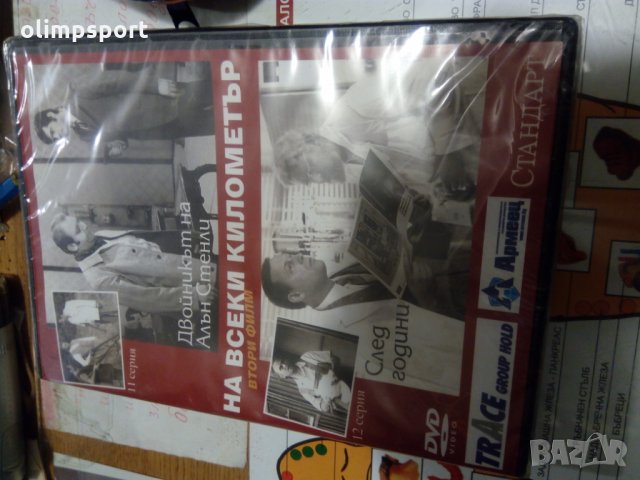 olimpsport
НА ВСЕКИ КИЛОМЕТЪР
ВТОРИ ФИЛМ
Двойникът на
Алън Стенли
11 серия
След
години
12 серия
DVD
VIDEO
TRACE GROUP HOLD
Армеец
СТАНДАРТ
BAZAR